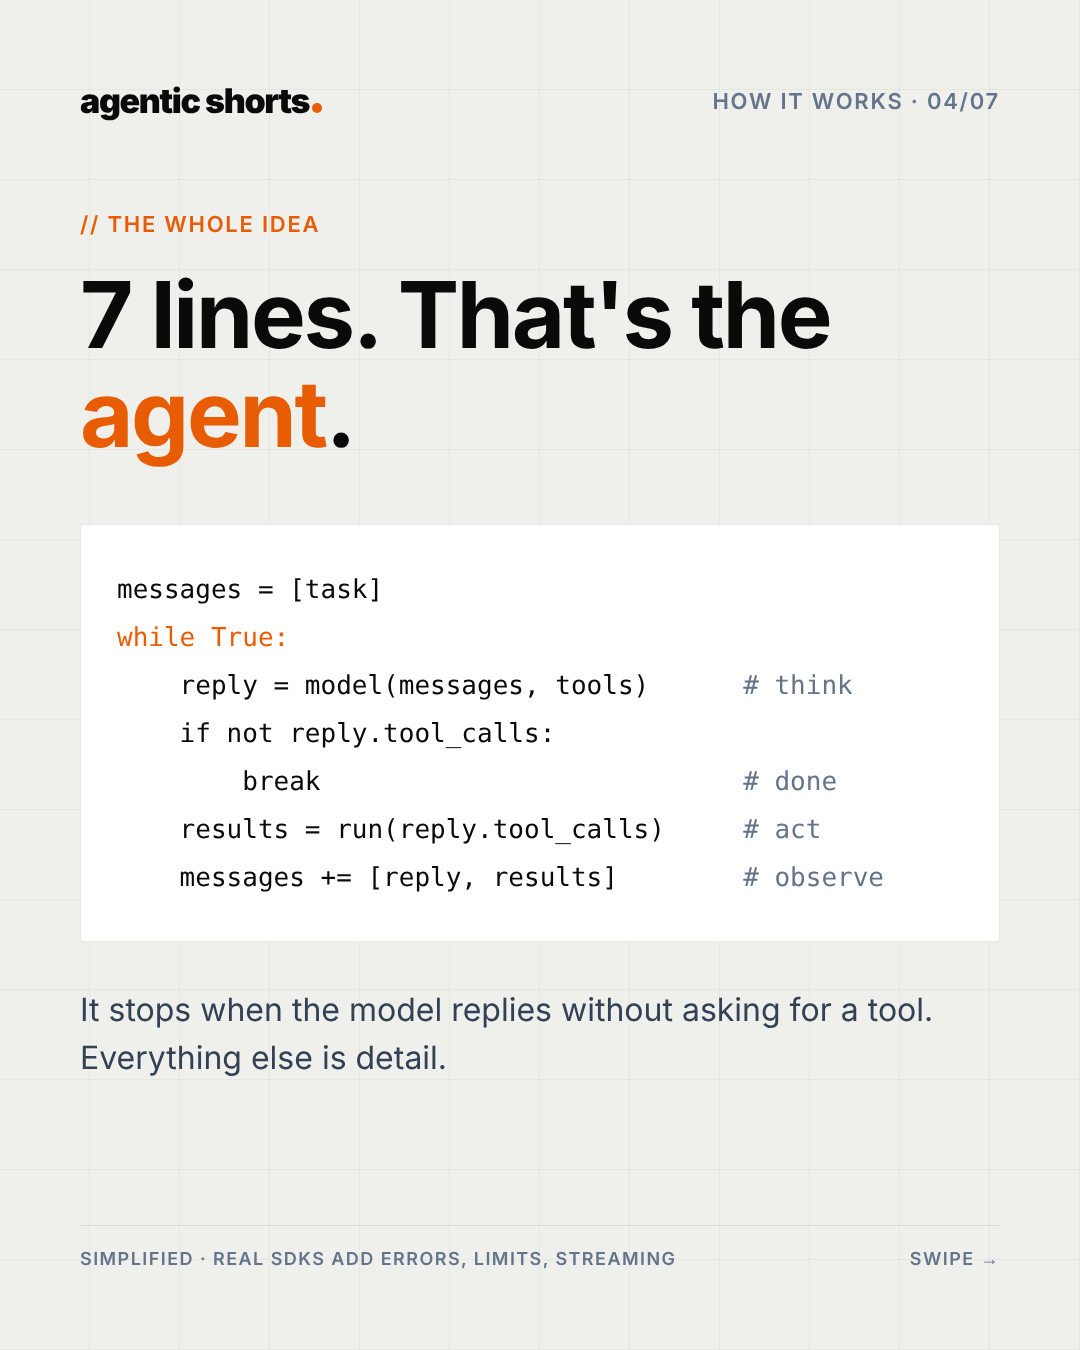 agentic shorts.
HOW IT WORKS · 04/07
// THE WHOLE IDEA
7 lines. That's the
agent.
messages = [task]
while True:
    reply = model(messages, tools)      # think
    if not reply.tool_calls:
        break                           # done
    results = run(reply.tool_calls)     # act
    messages += [reply, results]        # observe
It stops when the model replies without asking for a tool.
Everything else is detail.
SIMPLIFIED · REAL SDKS ADD ERRORS, LIMITS, STREAMING
SWIPE →